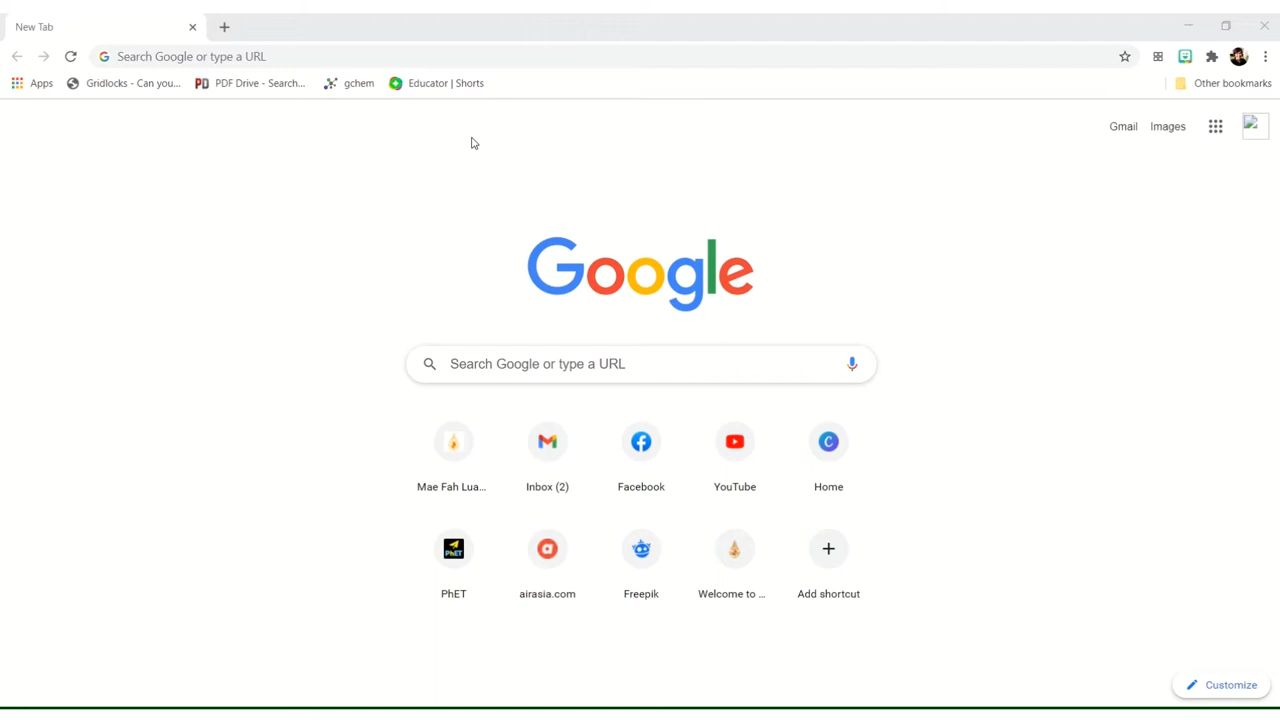 New Tab
Search Google or type a URL
Apps Gridlocks - Can you... PDF Drive - Search... gchem Educator | Shorts Other bookmarks
Gmail Images
Google
Search Google or type a URL
Mae Fah Lua... Inbox (2) Facebook YouTube Home
PhET airasia.com Freepik Welcome to ... Add shortcut
Customize